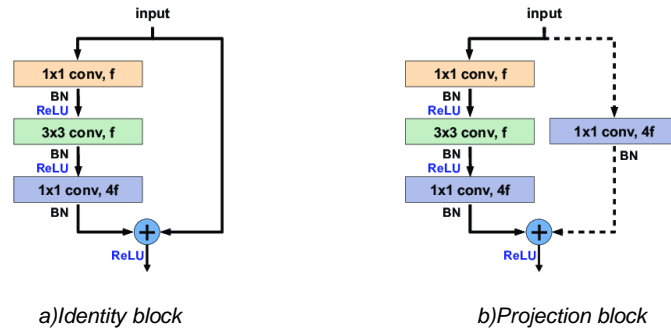 input
1x1 conv, f
BN
ReLU
3x3 conv, f
BN
ReLU
1x1 conv, 4f
BN
ReLU
a)Identity block
input
1x1 conv, f
BN
ReLU
3x3 conv, f
1x1 conv, 4f
BN
BN
ReLU
1x1 conv, 4f
BN
ReLU
b)Projection block